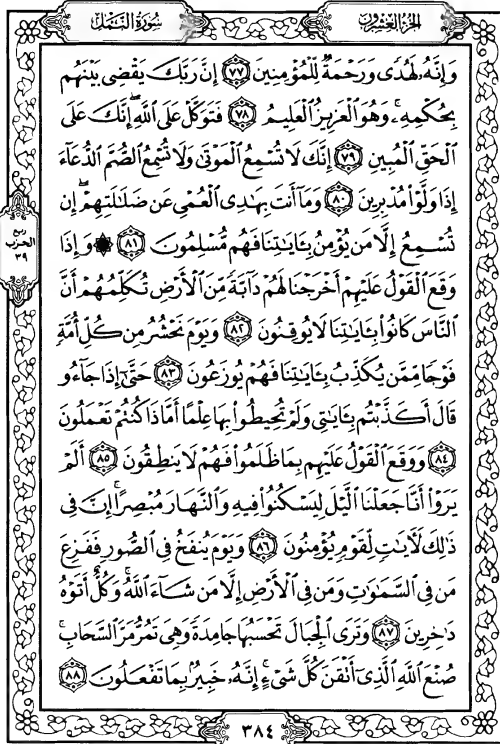 الجزء العشرون
سورة النمل
وَإِنَّهُۥ لَهُدًى وَرَحْمَةٌ لِّلْمُؤْمِنِينَ ٧٧ إِنَّ رَبَّكَ يَقْضِى بَيْنَهُم
بِحُكْمِهِۦ ۚ وَهُوَ ٱلْعَزِيزُ ٱلْعَلِيمُ ٧٨ فَتَوَكَّلْ عَلَى ٱللَّهِ ۖ إِنَّكَ عَلَى
ٱلْحَقِّ ٱلْمُبِينِ ٧٩ إِنَّكَ لَا تُسْمِعُ ٱلْمَوْتَىٰ وَلَا تُسْمِعُ ٱلصُّمَّ ٱلدُّعَآءَ
إِذَا وَلَّوْا۟ مُدْبِرِينَ ٨٠ وَمَآ أَنتَ بِهَـٰدِى ٱلْعُمْىِ عَن ضَلَـٰلَتِهِمْ ۖ إِن
تُسْمِعُ إِلَّا مَن يُؤْمِنُ بِـَٔايَـٰتِنَا فَهُم مُّسْلِمُونَ ٨١ ۞ وَإِذَا
وَقَعَ ٱلْقَوْلُ عَلَيْهِمْ أَخْرَجْنَا لَهُمْ دَآبَّةً مِّنَ ٱلْأَرْضِ تُكَلِّمُهُمْ أَنَّ
ٱلنَّاسَ كَانُوا۟ بِـَٔايَـٰتِنَا لَا يُوقِنُونَ ٨٢ وَيَوْمَ نَحْشُرُ مِن كُلِّ أُمَّةٍ
فَوْجًا مِّمَّن يُكَذِّبُ بِـَٔايَـٰتِنَا فَهُمْ يُوزَعُونَ ٨٣ حَتَّىٰٓ إِذَا جَآءُو
قَالَ أَكَذَّبْتُم بِـَٔايَـٰتِى وَلَمْ تُحِيطُوا۟ بِهَا عِلْمًا أَمَّاذَا كُنتُمْ تَعْمَلُونَ
٨٤ وَوَقَعَ ٱلْقَوْلُ عَلَيْهِم بِمَا ظَلَمُوا۟ فَهُمْ لَا يَنطِقُونَ ٨٥ أَلَمْ
يَرَوْا۟ أَنَّا جَعَلْنَا ٱلَّيْلَ لِيَسْكُنُوا۟ فِيهِ وَٱلنَّهَارَ مُبْصِرًا ۚ إِنَّ فِى
ذَٰلِكَ لَـَٔايَـٰتٍ لِّقَوْمٍ يُؤْمِنُونَ ٨٦ وَيَوْمَ يُنفَخُ فِى ٱلصُّورِ فَفَزِعَ
مَن فِى ٱلسَّمَـٰوَٰتِ وَمَن فِى ٱلْأَرْضِ إِلَّا مَن شَآءَ ٱللَّهُ ۚ وَكُلٌّ أَتَوْهُ
دَٰخِرِينَ ٨٧ وَتَرَى ٱلْجِبَالَ تَحْسَبُهَا جَامِدَةً وَهِىَ تَمُرُّ مَرَّ ٱلسَّحَابِ ۚ
صُنْعَ ٱللَّهِ ٱلَّذِىٓ أَتْقَنَ كُلَّ شَىْءٍ ۚ إِنَّهُۥ خَبِيرٌۢ بِمَا تَفْعَلُونَ ٨٨
ربع
الحزب
٣٩
٣٨٤